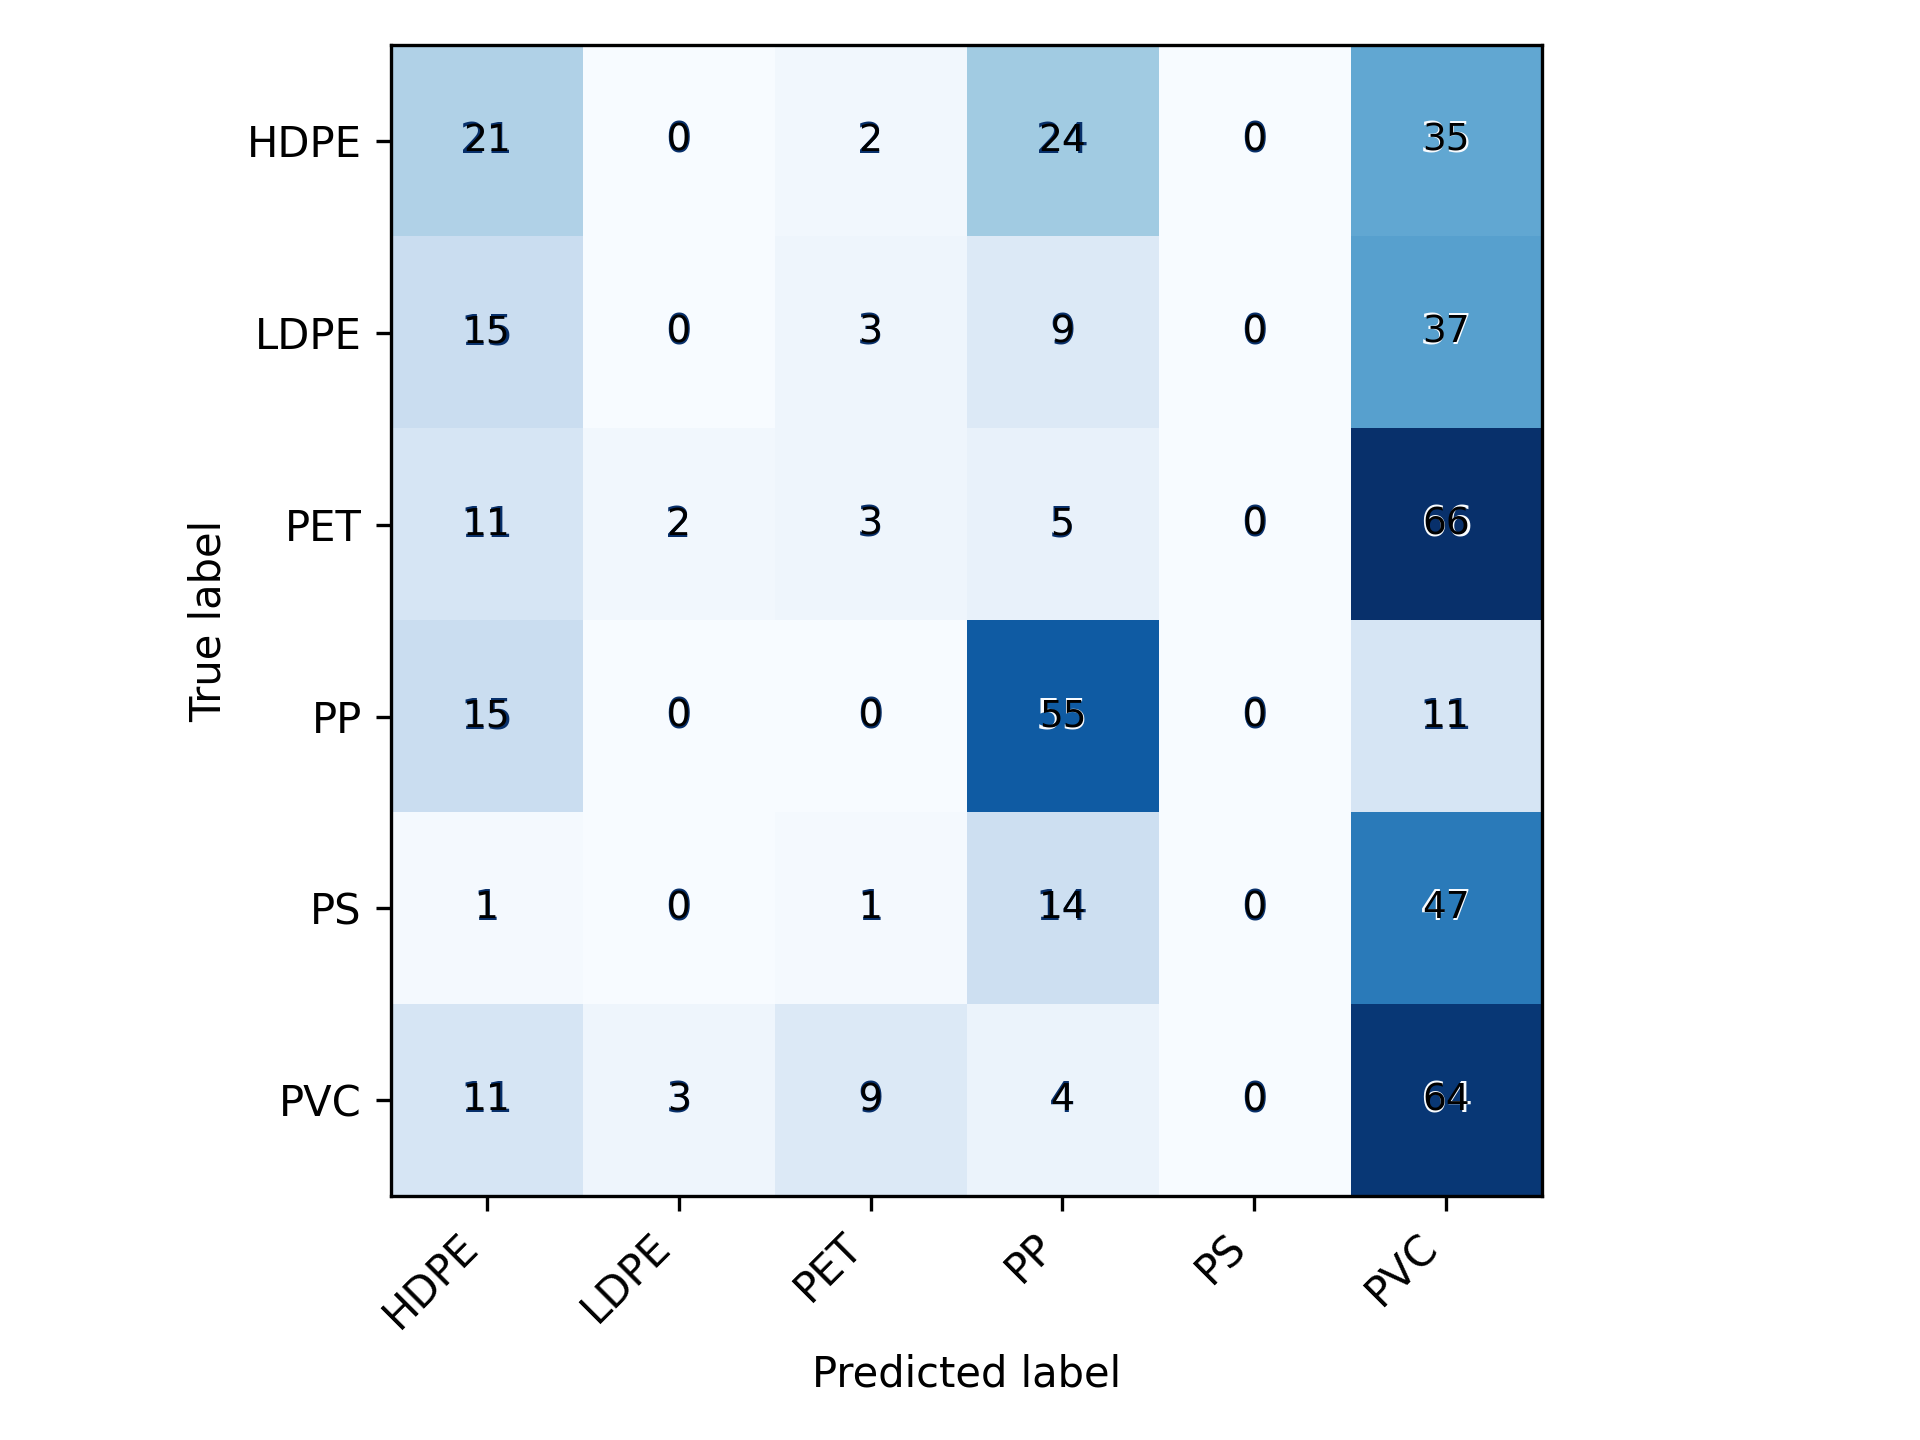 HDPE 21 0 2 24 0 35
LDPE 15 0 3 9 0 37
PET 11 2 3 5 0 66
PP 15 0 0 55 0 11
PS 1 0 1 14 0 47
PVC 11 3 9 4 0 64
True label
HDPE LDPE PET PP PS PVC
Predicted label